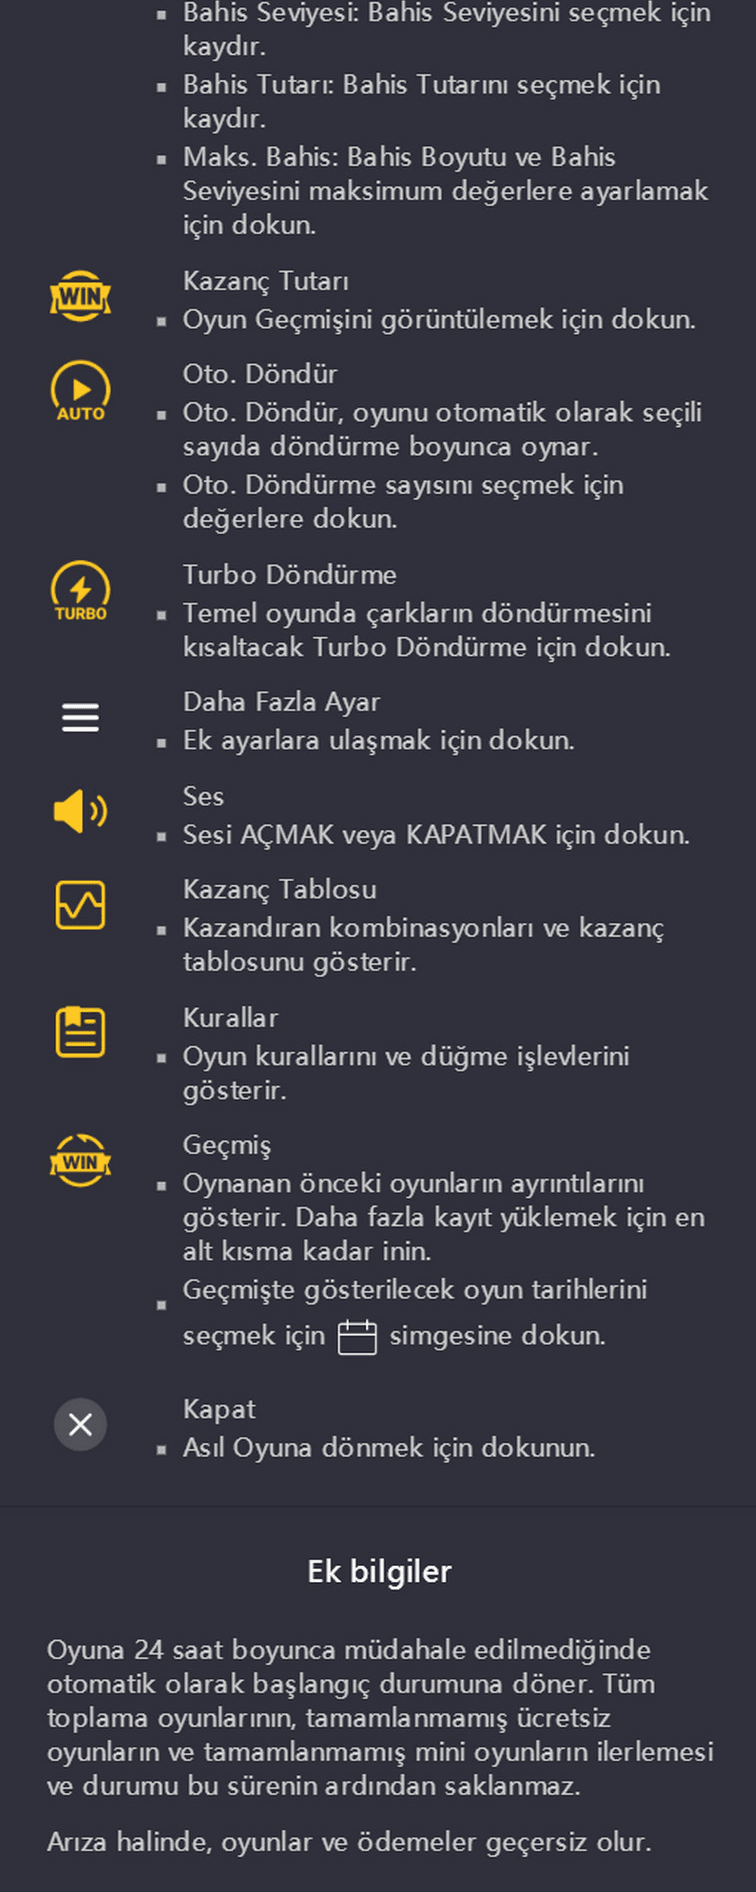 ▪ Bahis Seviyesi: Bahis Seviyesini seçmek için
kaydır.
▪ Bahis Tutarı: Bahis Tutarını seçmek için
kaydır.
▪ Maks. Bahis: Bahis Boyutu ve Bahis
Seviyesini maksimum değerlere ayarlamak
için dokun.
WIN
Kazanç Tutarı
▪ Oyun Geçmişini görüntülemek için dokun.
AUTO
Oto. Döndür
▪ Oto. Döndür, oyunu otomatik olarak seçili
sayıda döndürme boyunca oynar.
▪ Oto. Döndürme sayısını seçmek için
değerlere dokun.
TURBO
Turbo Döndürme
▪ Temel oyunda çarkların döndürmesini
kısaltacak Turbo Döndürme için dokun.
Daha Fazla Ayar
▪ Ek ayarlara ulaşmak için dokun.
Ses
▪ Sesi AÇMAK veya KAPATMAK için dokun.
Kazanç Tablosu
▪ Kazandıran kombinasyonları ve kazanç
tablosunu gösterir.
Kurallar
▪ Oyun kurallarını ve düğme işlevlerini
gösterir.
WIN
Geçmiş
▪ Oynanan önceki oyunların ayrıntılarını
gösterir. Daha fazla kayıt yüklemek için en
alt kısma kadar inin.
▪ Geçmişte gösterilecek oyun tarihlerini
seçmek için simgesine dokun.
Kapat
▪ Asıl Oyuna dönmek için dokunun.
Ek bilgiler
Oyuna 24 saat boyunca müdahale edilmediğinde
otomatik olarak başlangıç durumuna döner. Tüm
toplama oyunlarının, tamamlanmamış ücretsiz
oyunların ve tamamlanmamış mini oyunların ilerlemesi
ve durumu bu sürenin ardından saklanmaz.
Arıza halinde, oyunlar ve ödemeler geçersiz olur.